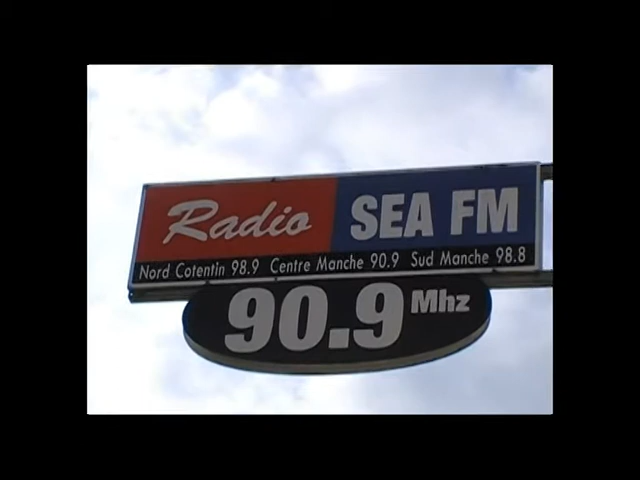 Radio SEA FM
Nord Cotentin 98.9 Centre Manche 90.9 Sud Manche 98.8
90.9 Mhz